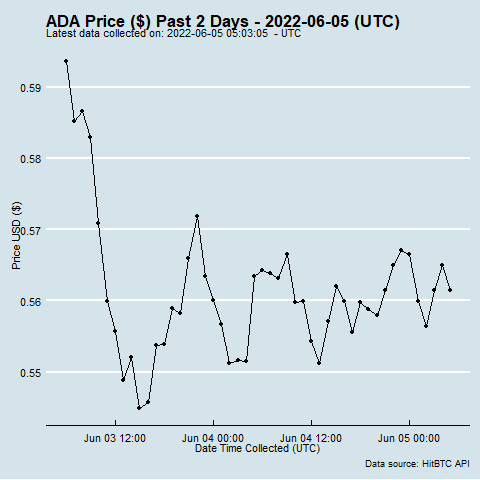 ADA Price ($) Past 2 Days - 2022-06-05 (UTC)
Latest data collected on: 2022-06-05 05:03:05 - UTC
0.59
0.58
0.57
0.56
0.55
Price USD ($)
Jun 03 12:00
Jun 04 00:00
Jun 04 12:00
Jun 05 00:00
Date Time Collected (UTC)
Data source: HitBTC API